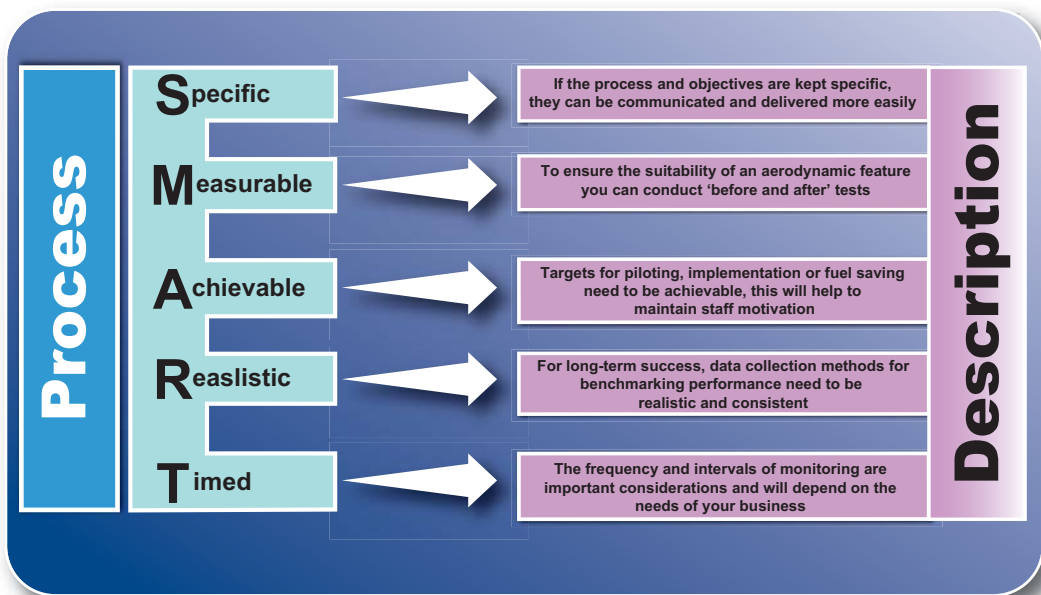 Process
Specific
If the process and objectives are kept specific,
they can be communicated and delivered more easily
Measurable
To ensure the suitability of an aerodynamic feature
you can conduct ‘before and after’ tests
Achievable
Targets for piloting, implementation or fuel saving
need to be achievable, this will help to
maintain staff motivation
Reaslistic
For long-term success, data collection methods for
benchmarking performance need to be
realistic and consistent
Timed
The frequency and intervals of monitoring are
important considerations and will depend on the
needs of your business
Description